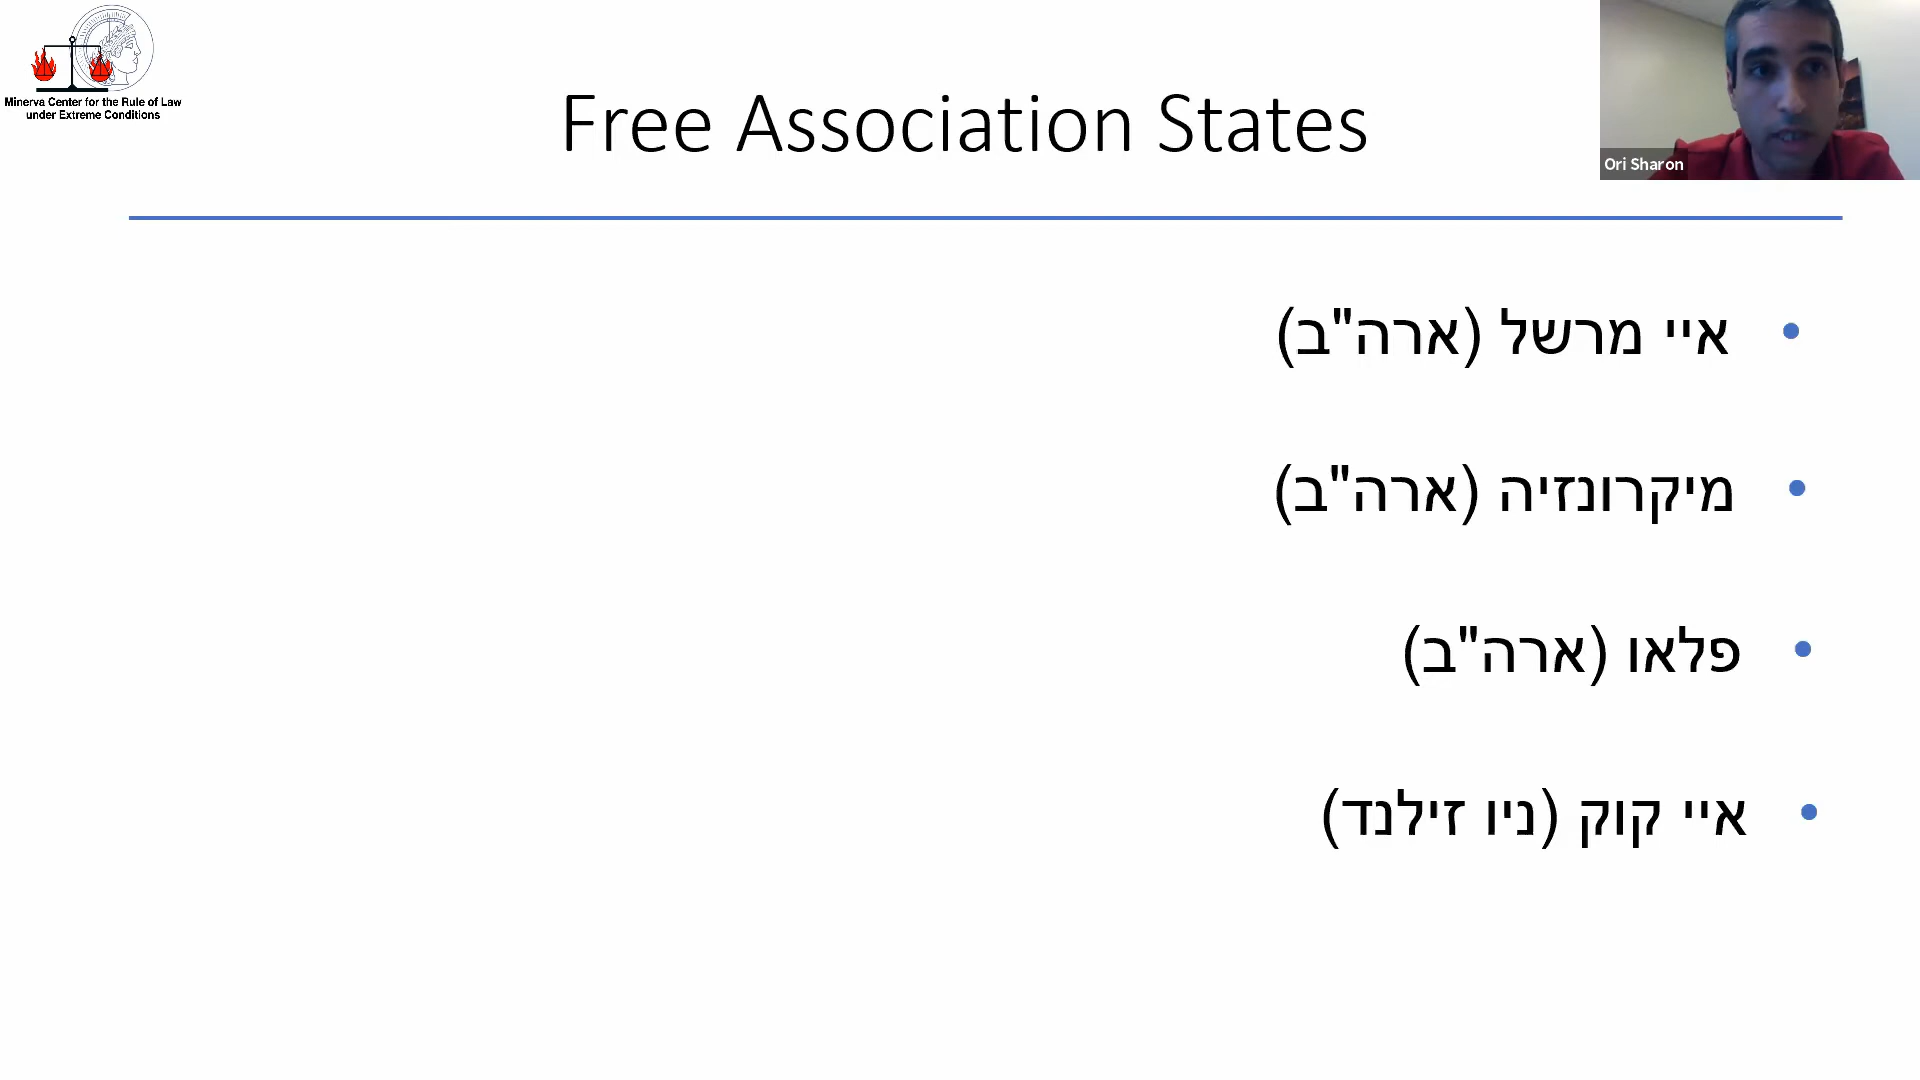 Minerva Center for the Rule of Law
under Extreme Conditions
Free Association States
Ori Sharon
• איי מרשל (ארה"ב)
• מיקרונזיה (ארה"ב)
• פלאו (ארה"ב)
• איי קוק (ניו זילנד)